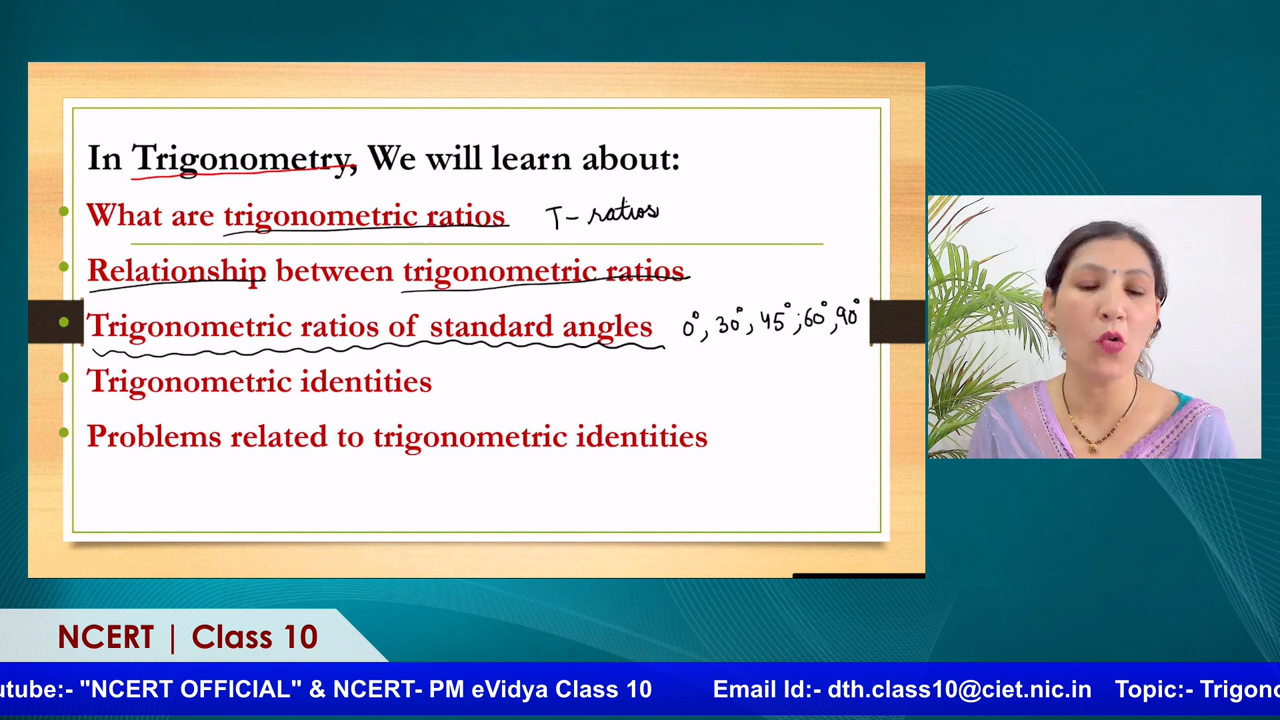 In Trigonometry, We will learn about:
• What are trigonometric ratios T- ratios
• Relationship between trigonometric ratios
• Trigonometric ratios of standard angles 0°, 30°, 45°; 60°, 90°
• Trigonometric identities
• Problems related to trigonometric identities
NCERT | Class 10
utube:- "NCERT OFFICIAL" & NCERT- PM eVidya Class 10 Email Id:- dth.class10@ciet.nic.in Topic:- Trigono